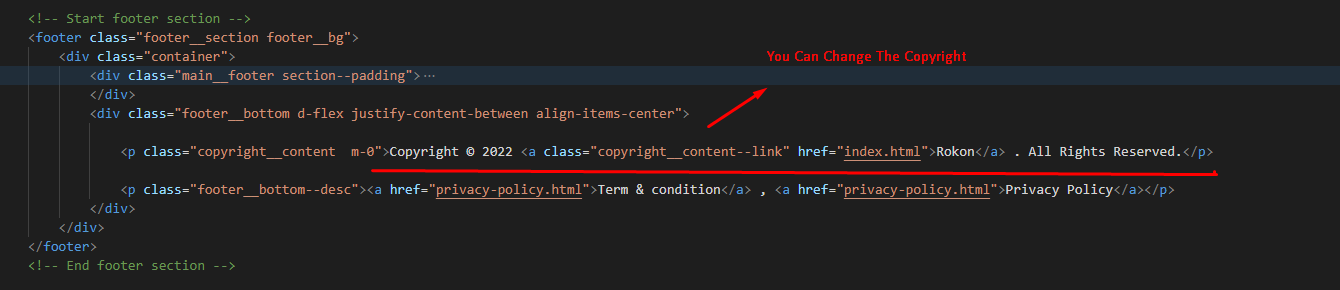 <!-- Start footer section -->
<footer class="footer__section footer__bg">
<div class="container">
You Can Change The Copyright
<div class="main__footer section--padding">···
</div>
<div class="footer__bottom d-flex justify-content-between align-items-center">
<p class="copyright__content  m-0">Copyright © 2022 <a class="copyright__content--link" href="index.html">Rokon</a> . All Rights Reserved.</p>
<p class="footer__bottom--desc"><a href="privacy-policy.html">Term & condition</a> , <a href="privacy-policy.html">Privacy Policy</a></p>
</div>
</div>
</footer>
<!-- End footer section -->